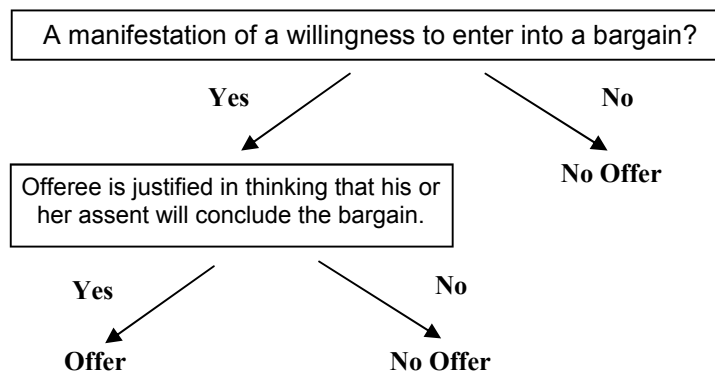 A manifestation of a willingness to enter into a bargain?
Yes
No
No Offer
Offeree is justified in thinking that his or
her assent will conclude the bargain.
Yes
No
Offer
No Offer